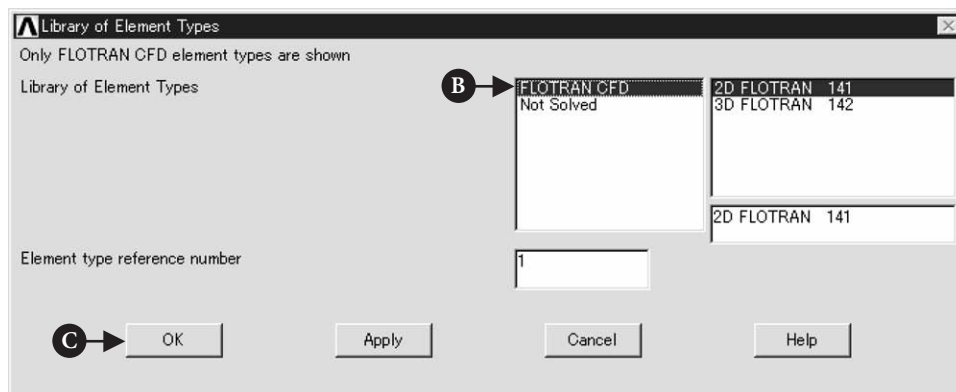 Library of Element Types
Only FLOTRAN CFD element types are shown
Library of Element Types
B
FLOTRAN CFD
Not Solved
2D FLOTRAN 141
3D FLOTRAN 142
2D FLOTRAN 141
Element type reference number
1
C
OK
Apply
Cancel
Help